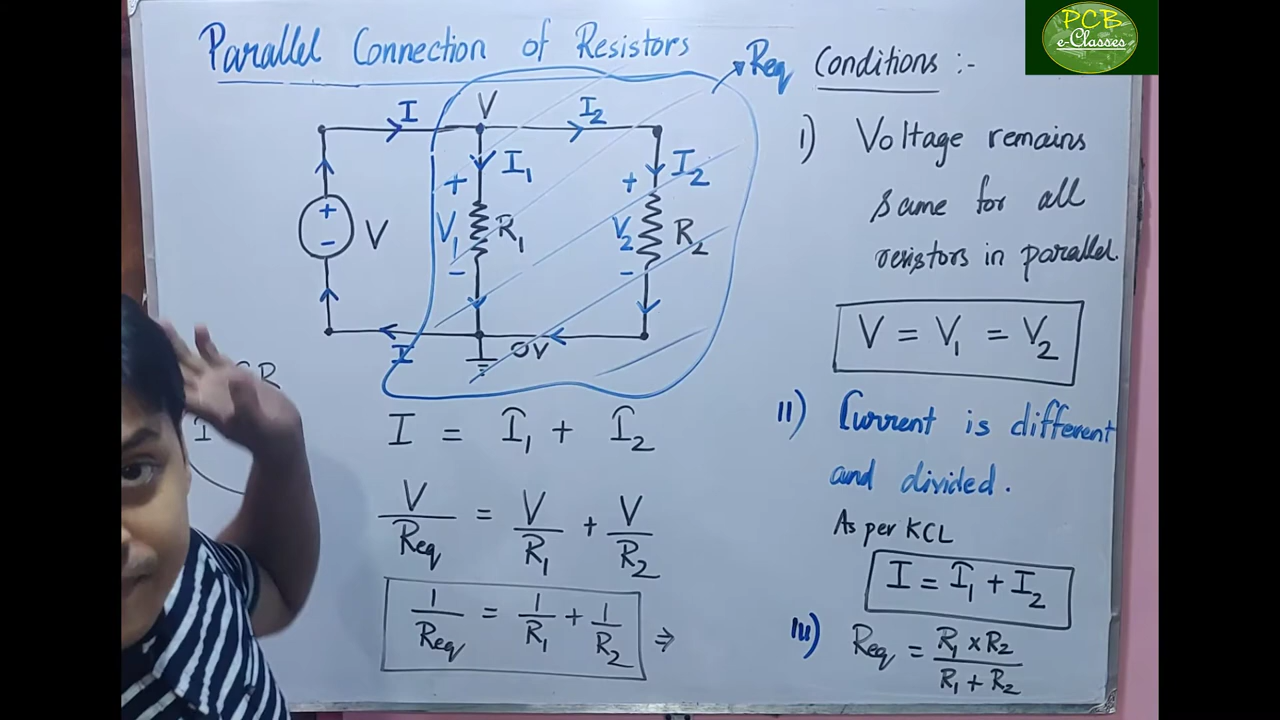 Parallel Connection of Resistors
Req
I
V
I2
I1
I2
+
V1
-
R1
+
V2
-
R2
+
-
V
I
0V
I = I1 + I2
V/Req = V/R1 + V/R2
1/Req = 1/R1 + 1/R2 ⇒
PCB
e-Classes
Conditions :-
I) Voltage remains
same for all
resistors in parallel.
V = V1 = V2
II) Current is different
and divided.
As per KCL
I = I1 + I2
III) Req = R1 x R2 / R1 + R2